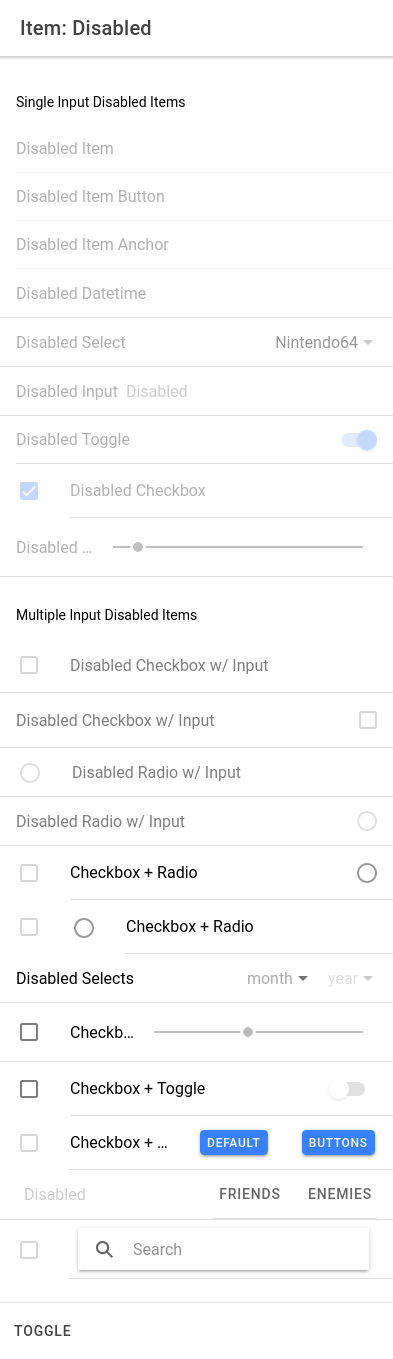 Item: Disabled
Single Input Disabled Items
Disabled Item
Disabled Item Button
Disabled Item Anchor
Disabled Datetime
Disabled Select Nintendo64
Disabled Input Disabled
Disabled Toggle
Disabled Checkbox
Disabled ...
Multiple Input Disabled Items
Disabled Checkbox w/ Input
Disabled Checkbox w/ Input
Disabled Radio w/ Input
Disabled Radio w/ Input
Checkbox + Radio
Checkbox + Radio
Disabled Selects month year
Checkb...
Checkbox + Toggle
Checkbox + ... DEFAULT BUTTONS
Disabled FRIENDS ENEMIES
Search
TOGGLE